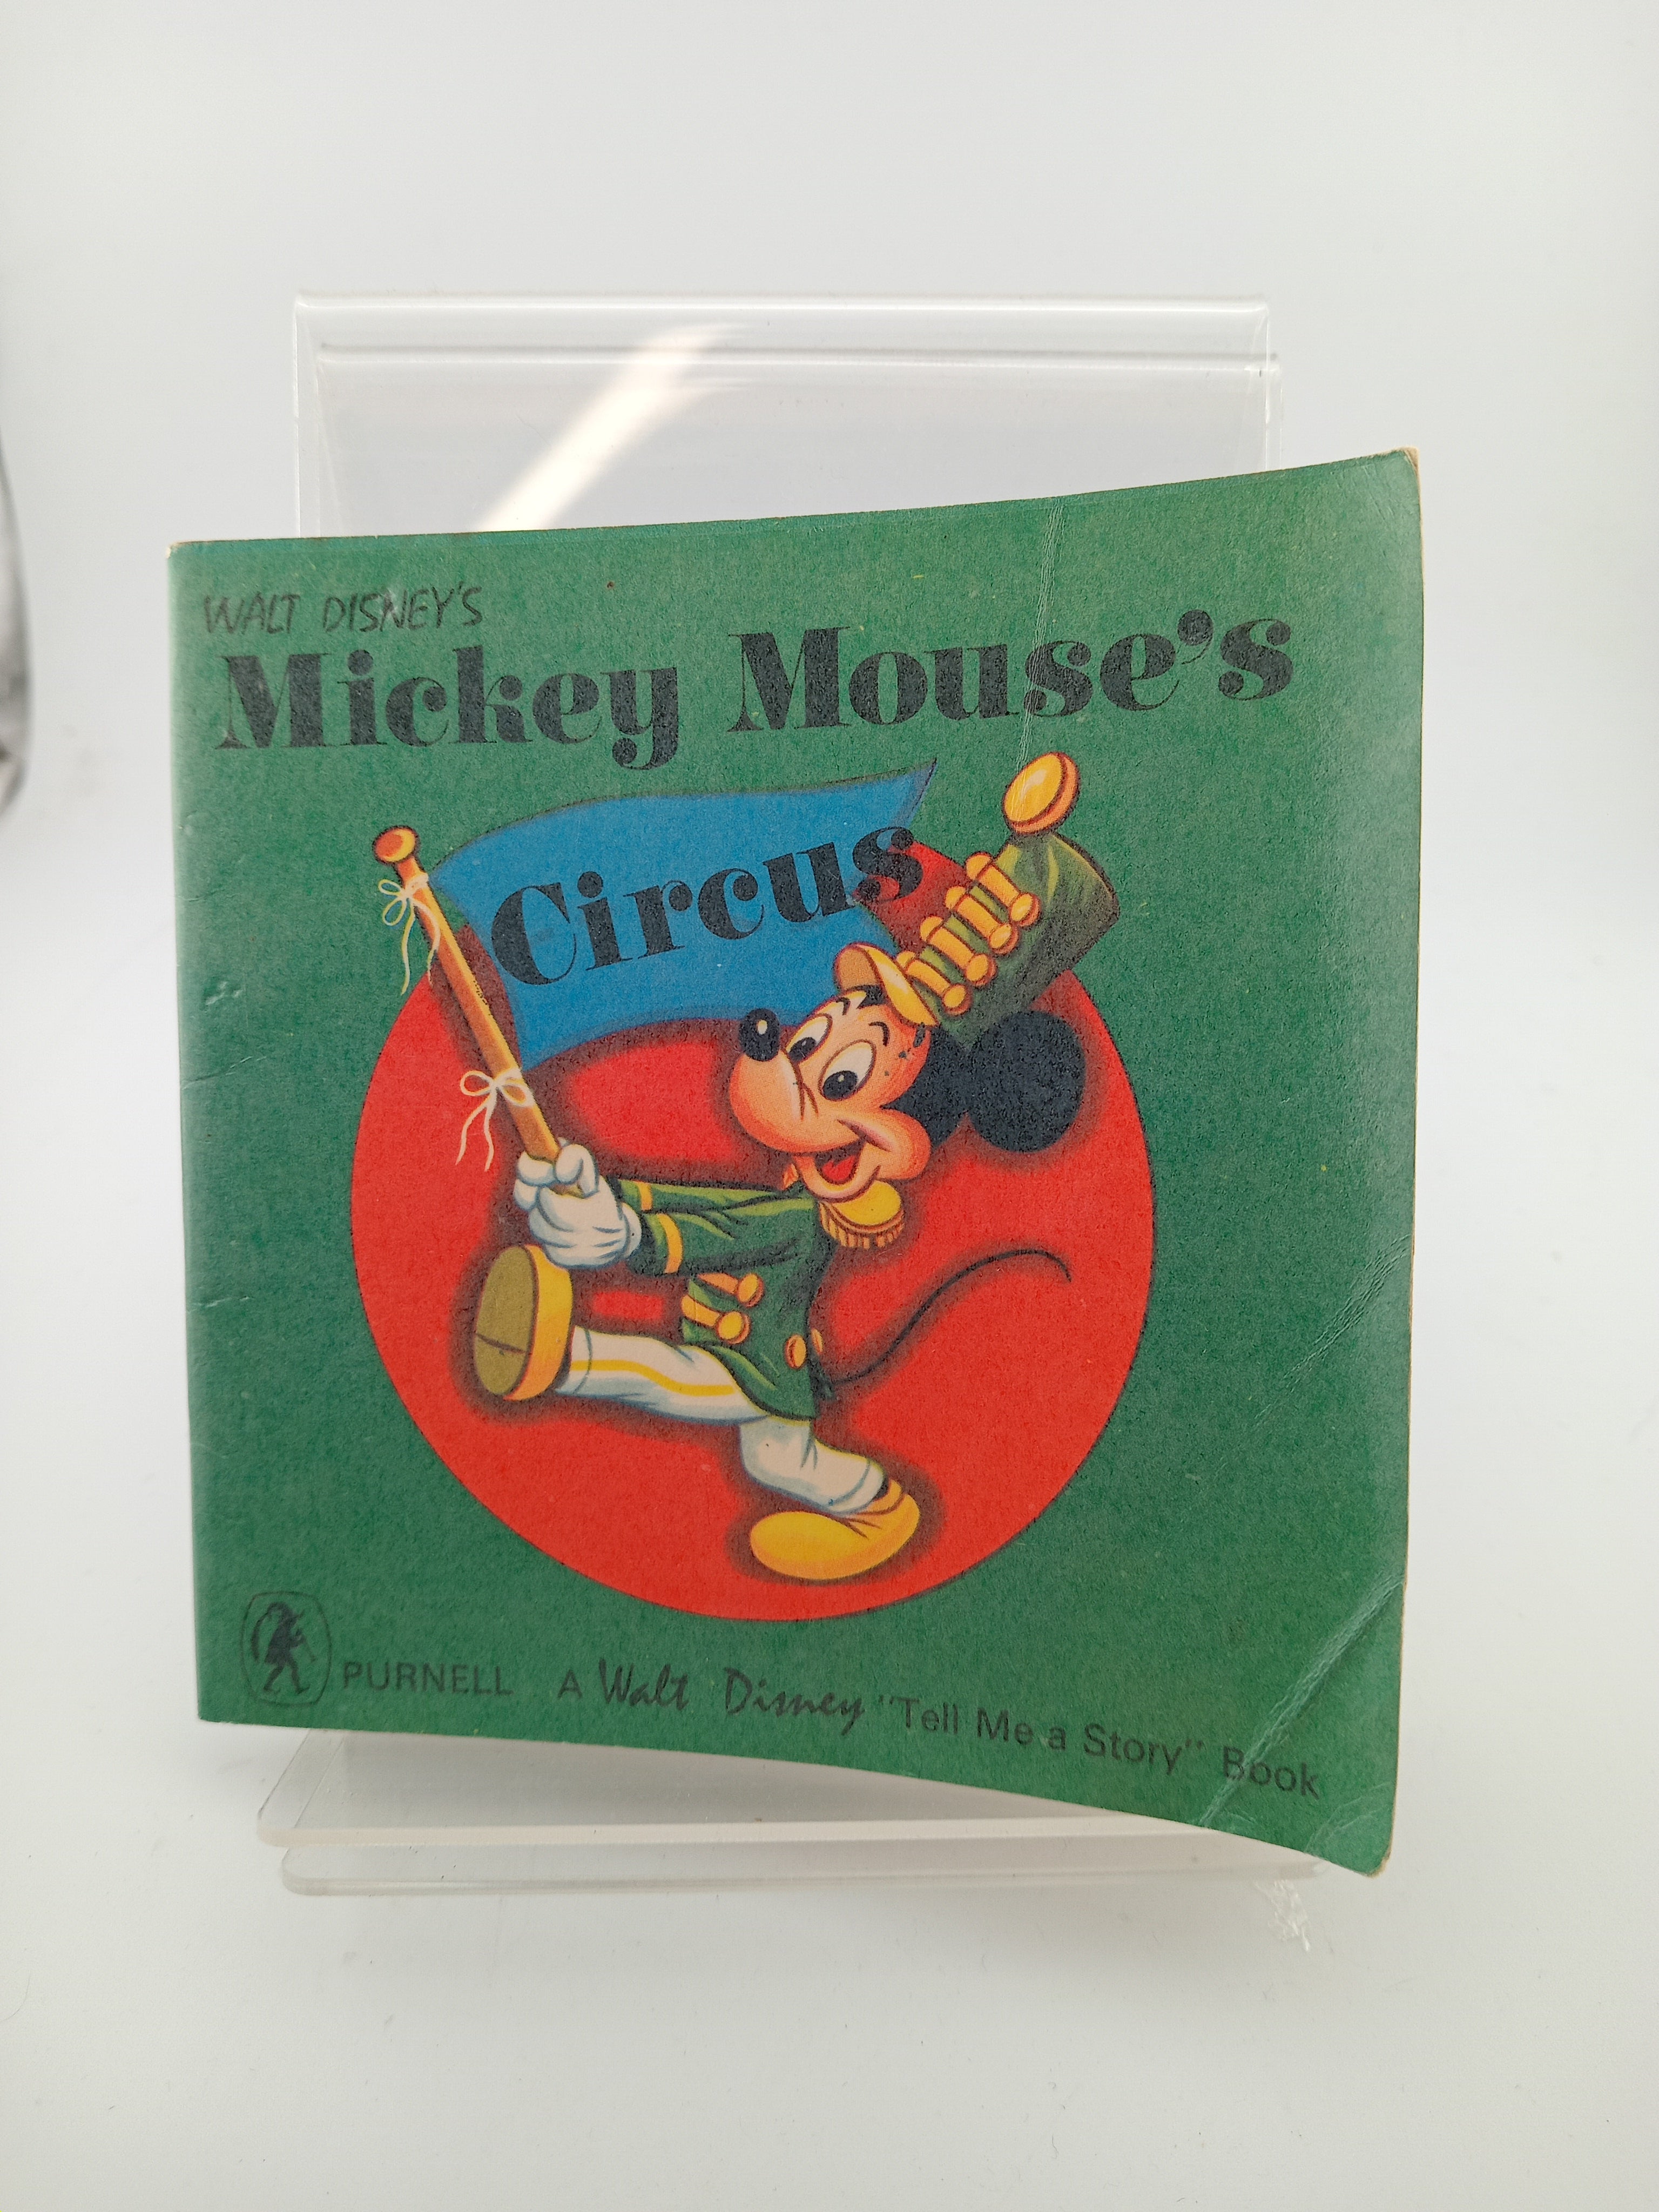 WALT DISNEY'S
Mickey Mouse's
Circus
PURNELL A Walt Disney "Tell Me a Story" Book